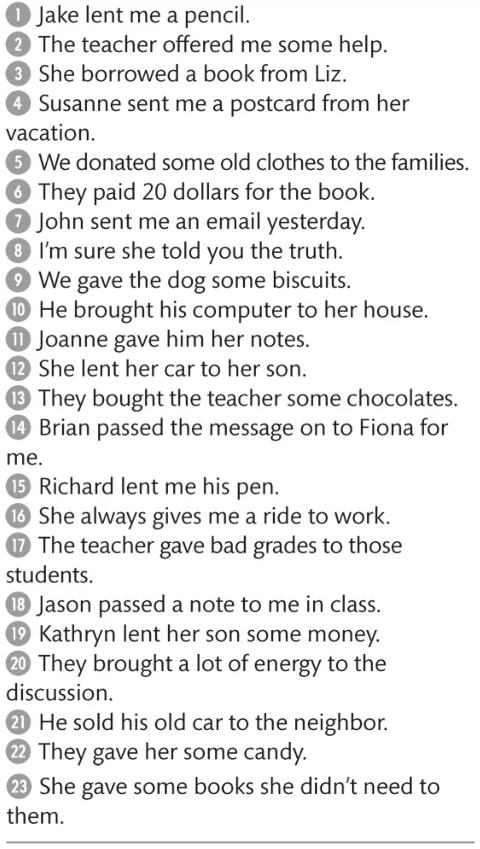 1 Jake lent me a pencil.
2 The teacher offered me some help.
3 She borrowed a book from Liz.
4 Susanne sent me a postcard from her
vacation.
5 We donated some old clothes to the families.
6 They paid 20 dollars for the book.
7 John sent me an email yesterday.
8 I'm sure she told you the truth.
9 We gave the dog some biscuits.
10 He brought his computer to her house.
11 Joanne gave him her notes.
12 She lent her car to her son.
13 They bought the teacher some chocolates.
14 Brian passed the message on to Fiona for
me.
15 Richard lent me his pen.
16 She always gives me a ride to work.
17 The teacher gave bad grades to those
students.
18 Jason passed a note to me in class.
19 Kathryn lent her son some money.
20 They brought a lot of energy to the
discussion.
21 He sold his old car to the neighbor.
22 They gave her some candy.
23 She gave some books she didn't need to
them.